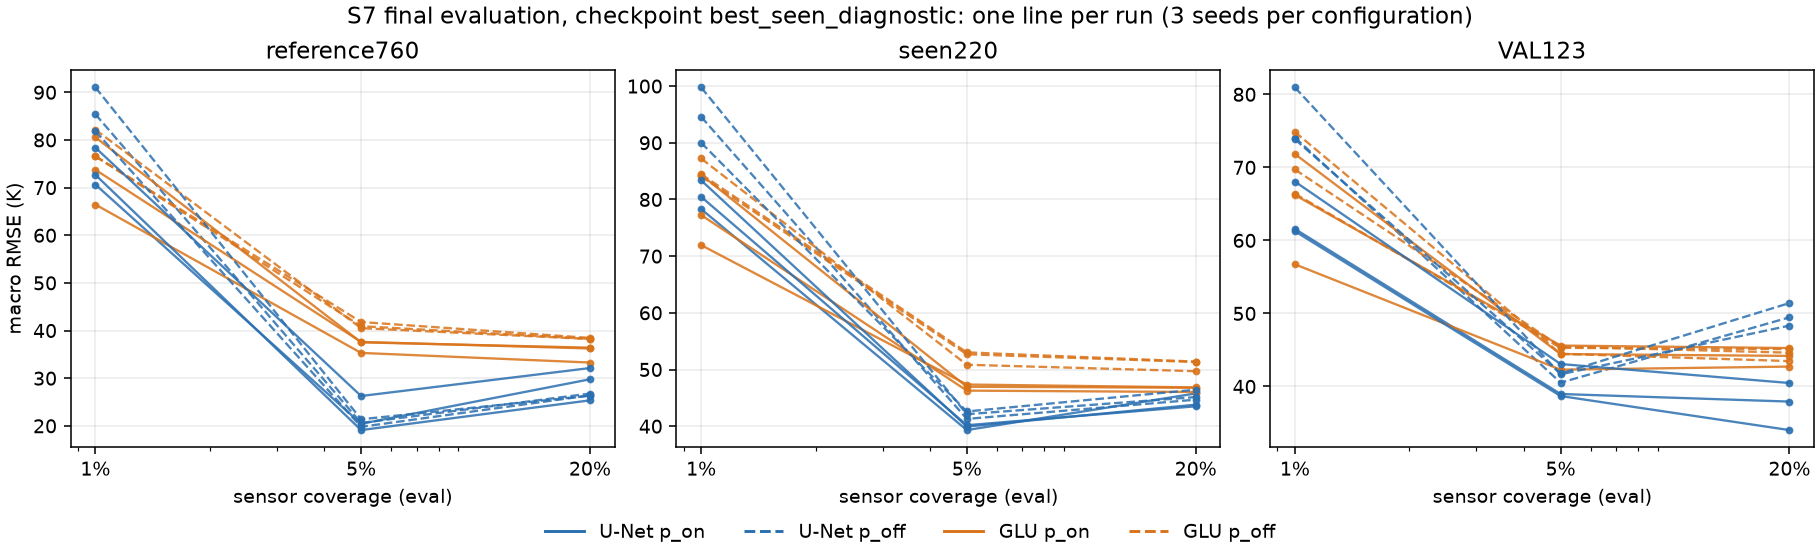 S7 final evaluation, checkpoint best_seen_diagnostic: one line per run (3 seeds per configuration)
reference760
seen220
VAL123
macro RMSE (K)
90
80
70
60
50
40
30
20
1%
5%
20%
sensor coverage (eval)
100
90
80
70
60
50
40
1%
5%
20%
sensor coverage (eval)
80
70
60
50
40
1%
5%
20%
sensor coverage (eval)
U-Net p_on
U-Net p_off
GLU p_on
GLU p_off